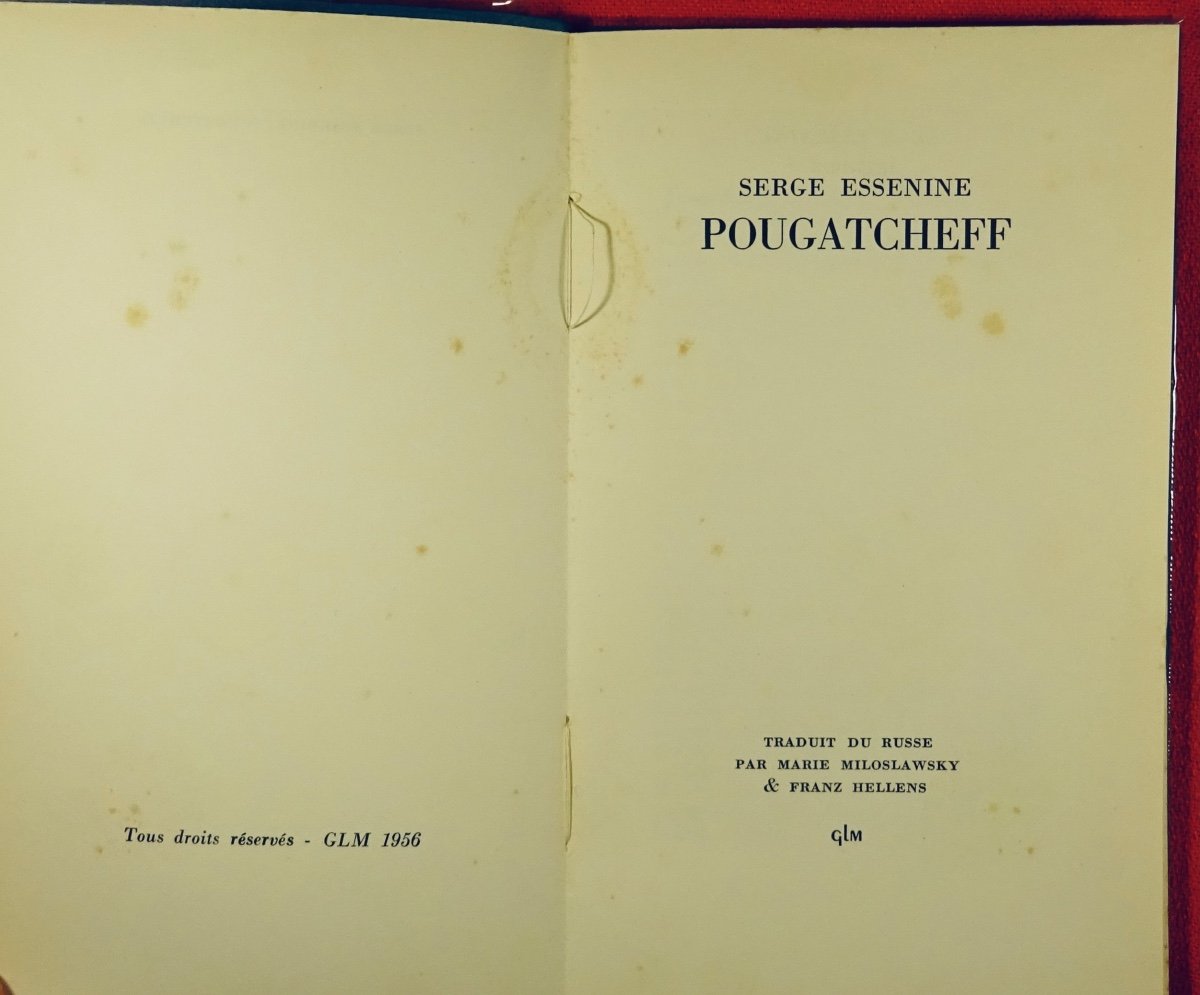 Tous droits réservés - GLM 1956
SERGE ESSENINE
POUGATCHEFF
TRADUIT DU RUSSE
PAR MARIE MILOSLAWSKY
& FRANZ HELLENS
GLM